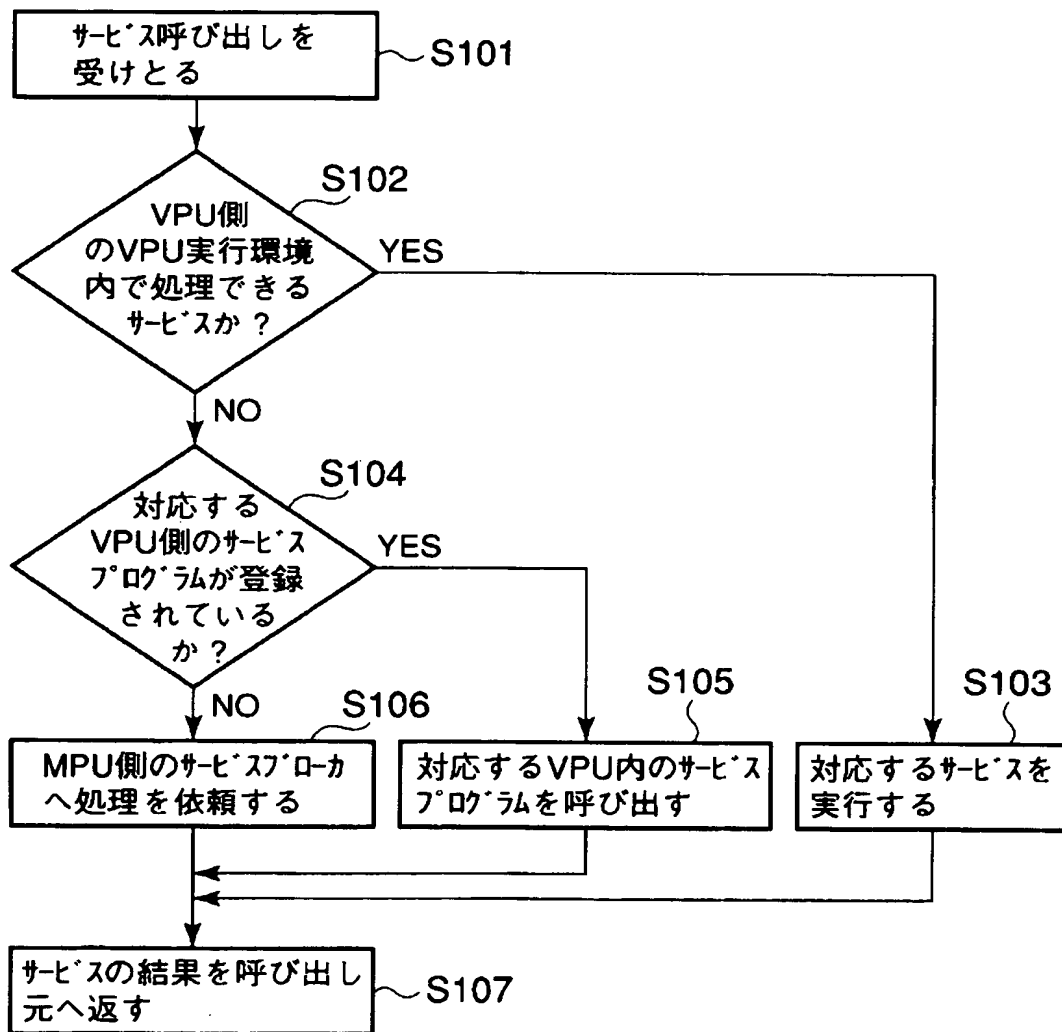 サービス呼び出しを
受けとる
S101
S102
VPU側
のVPU実行環境
内で処理できる
サービスか?
YES
NO
S104
対応する
VPU側のサービス
プログラムが登録
されている
か?
YES
NO
S106
MPU側のサービスブローカ
へ処理を依頼する
S105
対応するVPU内のサービス
プログラムを呼び出す
S103
対応するサービスを
実行する
サービスの結果を呼び出し
元へ返す
S107